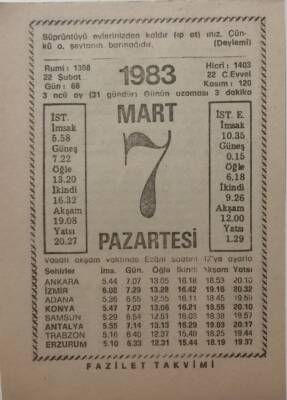 Süprüntüyü evlerinizden kaldır (ıp at) ınız. Çün-
kü o, şeytanın barınağıdır. (Deylemi)
Rumi: 1398 1983 Hicri: 1403
22 Şubat 22 C.Evvel
Gün: 66 Kasım: 120
3 ncü ay (31 gündür) Günün uzaması 3 dakika
MART
7
PAZARTESİ
İST.
İmsak
5.58
Güneş
7.22
Öğle
13.20
İkindi
16.32
Akşam
19.08
Yatsı
20.27
İST. E.
İmsak
10.35
Güneş
0.15
Öğle
6.18
İkindi
9.26
Akşam
12.00
Yatsı
1.29
Vasati akşam vaktinde Ezâni saatini 12'ye ayarla
Şehirler İms. Gün. Öğle İkindi Akşam Yatsı
ANKARA 5.44 7.07 13.05 16.18 18.53 20.10
İZMİR 6.08 7.29 13.28 16.42 19.16 20.32
ADANA 5.36 6.55 12.55 16.11 18.45 19.59
KONYA 5.47 7.07 13.06 16.21 18.55 20.10
SAMSUN 5.29 6.54 12.51 16.03 18.38 19.57
ANTALYA 5.55 7.14 13.13 16.29 19.03 20.17
TRABZON 5.16 6.40 12.37 15.49 18.25 19.44
ERZURUM 5.10 6.33 12.31 15.44 18.19 19.37
FAZİLET TAKVİMİ